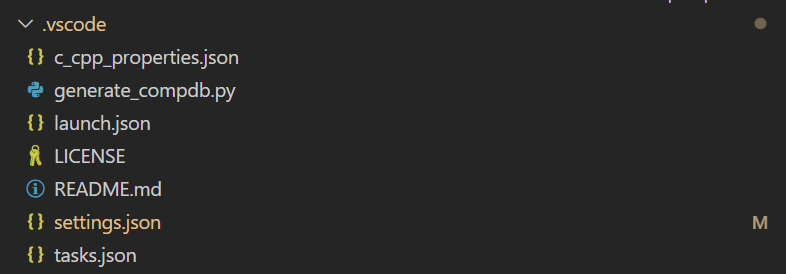 .vscode
c_cpp_properties.json
generate_compdb.py
launch.json
LICENSE
README.md
settings.json M
tasks.json